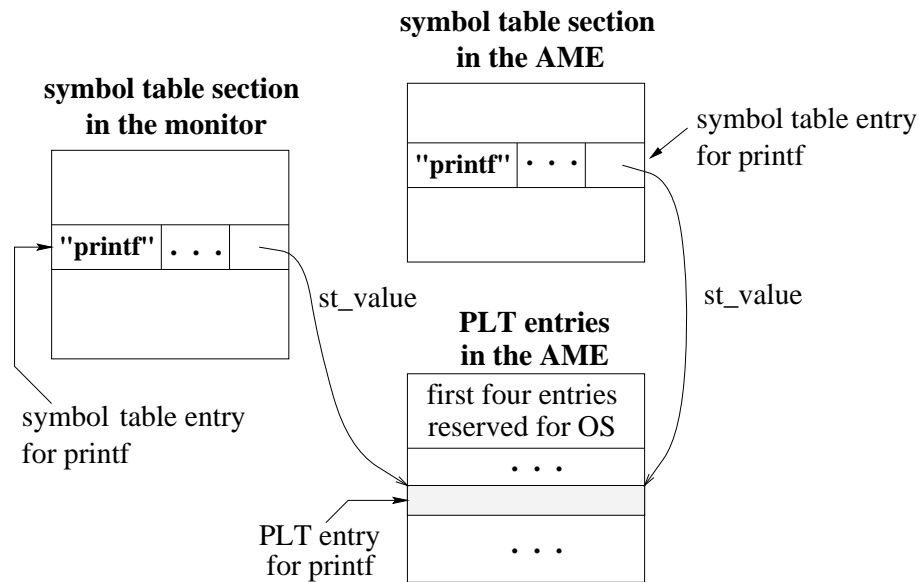 symbol table section
in the AME
symbol table section
in the monitor
symbol table entry
for printf
"printf" . . .
"printf" . . .
st_value
st_value
PLT entries
in the AME
first four entries
reserved for OS
. . .
symbol table entry
for printf
PLT entry
for printf
. . .